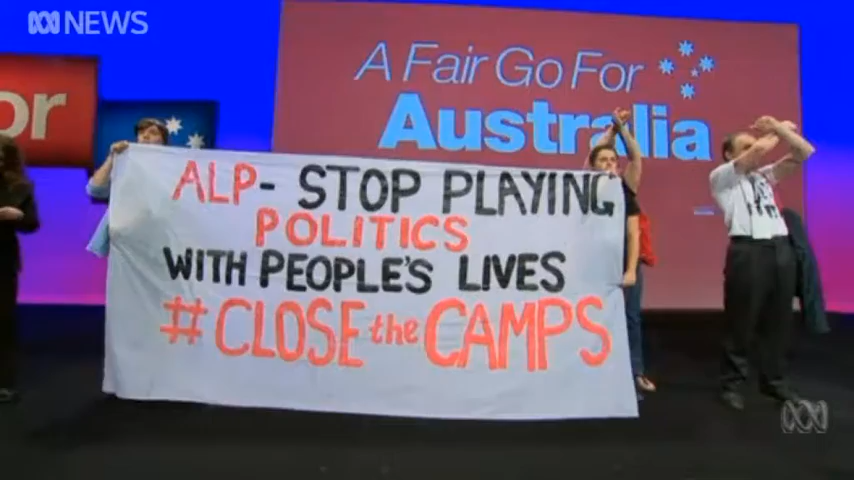 ABC NEWS
or
A Fair Go For
Australia
ALP - STOP PLAYING
POLITICS
WITH PEOPLE'S LIVES
#CLOSE the CAMPS